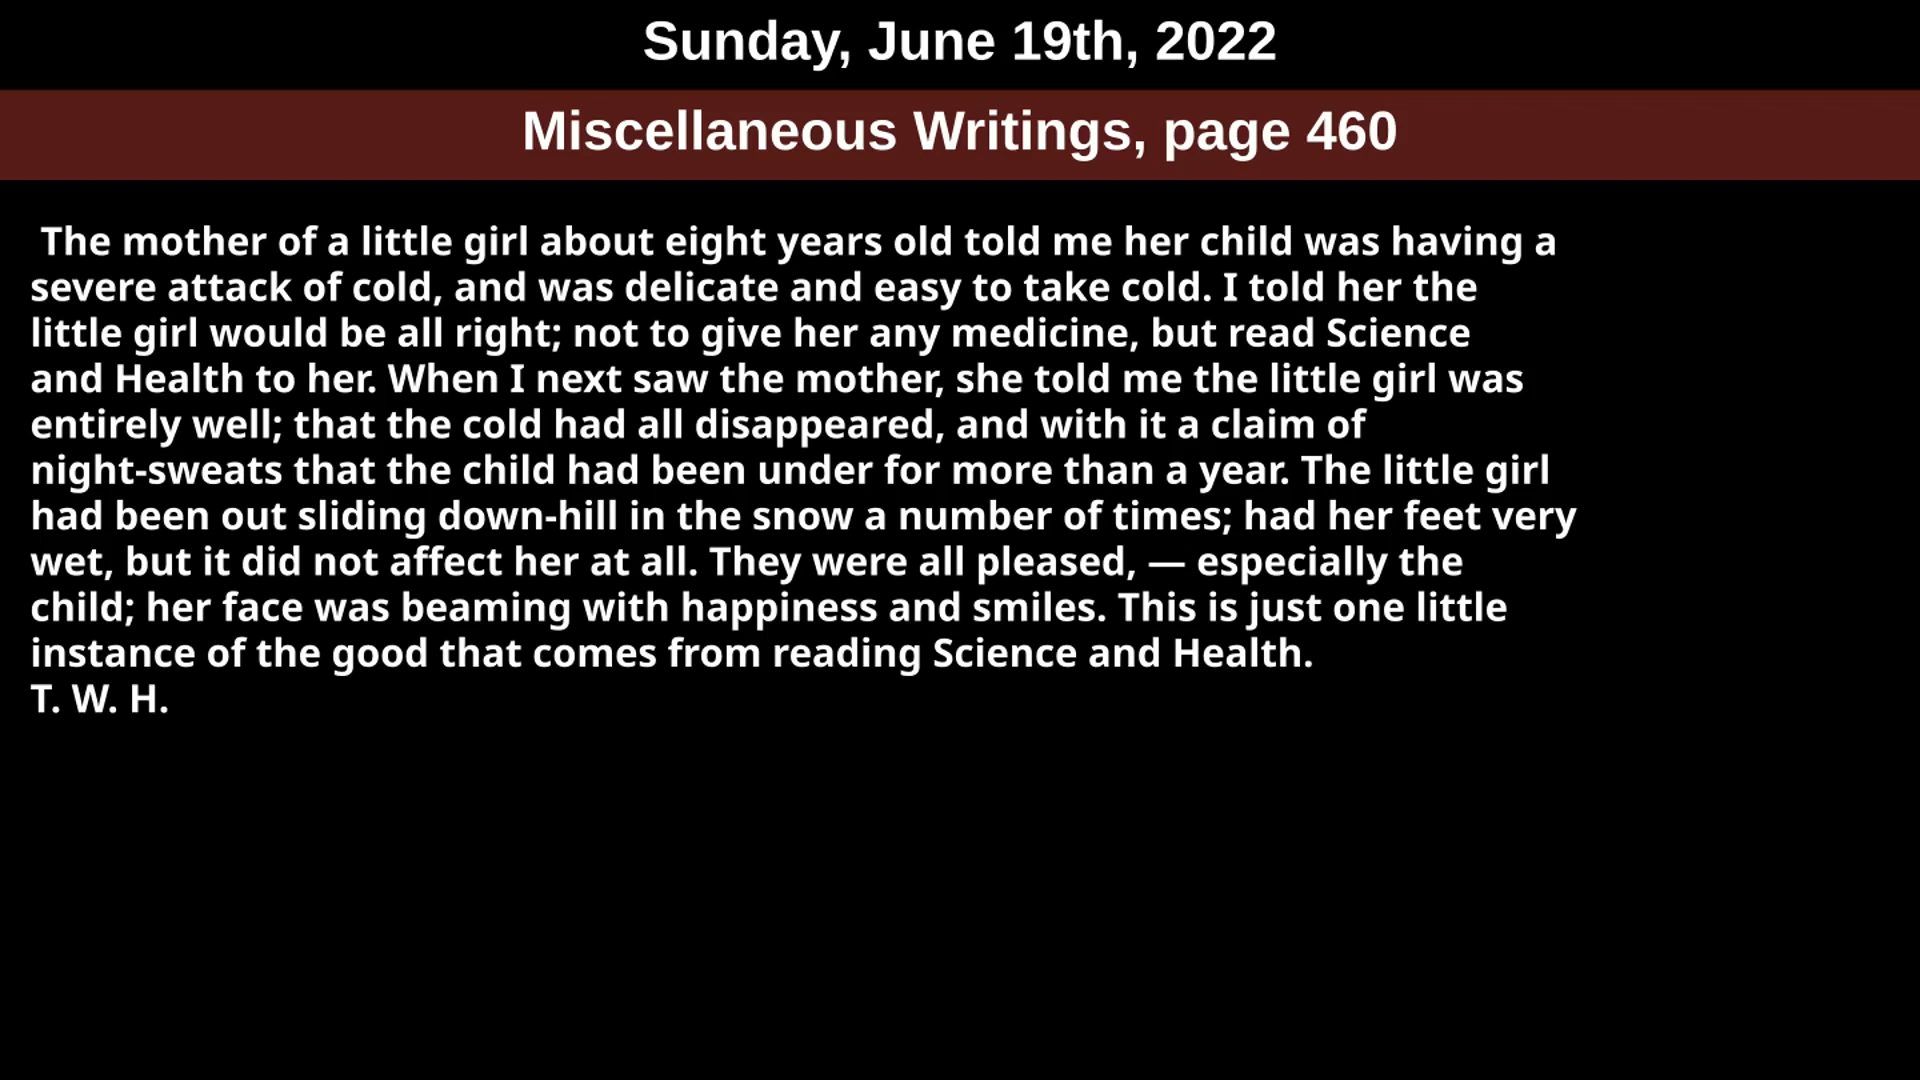 Sunday, June 19th, 2022
Miscellaneous Writings, page 460
The mother of a little girl about eight years old told me her child was having a
severe attack of cold, and was delicate and easy to take cold. I told her the
little girl would be all right; not to give her any medicine, but read Science
and Health to her. When I next saw the mother, she told me the little girl was
entirely well; that the cold had all disappeared, and with it a claim of
night-sweats that the child had been under for more than a year. The little girl
had been out sliding down-hill in the snow a number of times; had her feet very
wet, but it did not affect her at all. They were all pleased, — especially the
child; her face was beaming with happiness and smiles. This is just one little
instance of the good that comes from reading Science and Health.
T. W. H.